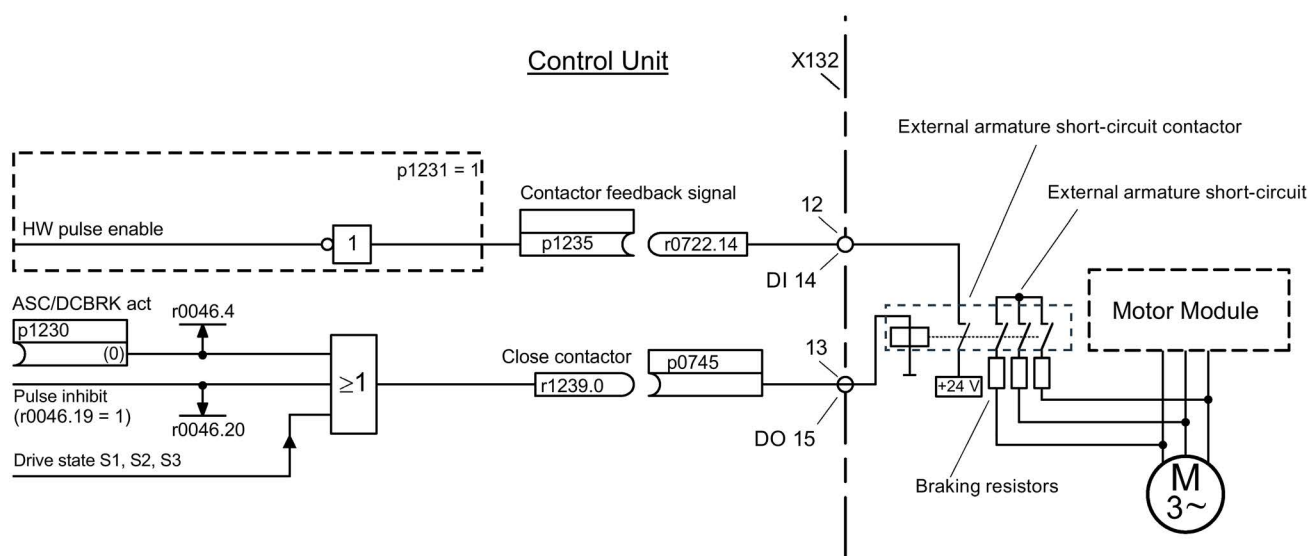 Control Unit
X132
External armature short-circuit contactor
p1231 = 1
Contactor feedback signal
12
External armature short-circuit
HW pulse enable
1
p1235
r0722.14
DI 14
ASC/DCBRK act
r0046.4
Motor Module
p1230
(0)
Close contactor
p0745
13
≥1
r1239.0
+24 V
Pulse inhibit
(r0046.19 = 1)
r0046.20
DO 15
Drive state S1, S2, S3
Braking resistors
M
3~